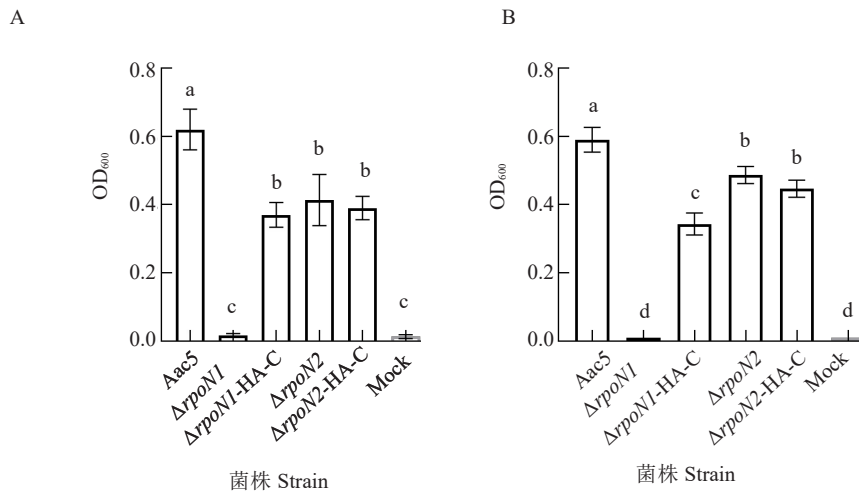 A
0.8
0.6
0.4
0.2
0.0
OD₆₀₀
a
c
b
b
b
c
Aac5
ΔrpoN1
ΔrpoN1-HA-C
ΔrpoN2
ΔrpoN2-HA-C
Mock
菌株 Strain
B
0.8
0.6
0.4
0.2
0.0
OD₆₀₀
a
d
c
b
b
d
Aac5
ΔrpoN1
ΔrpoN1-HA-C
ΔrpoN2
ΔrpoN2-HA-C
Mock
菌株 Strain